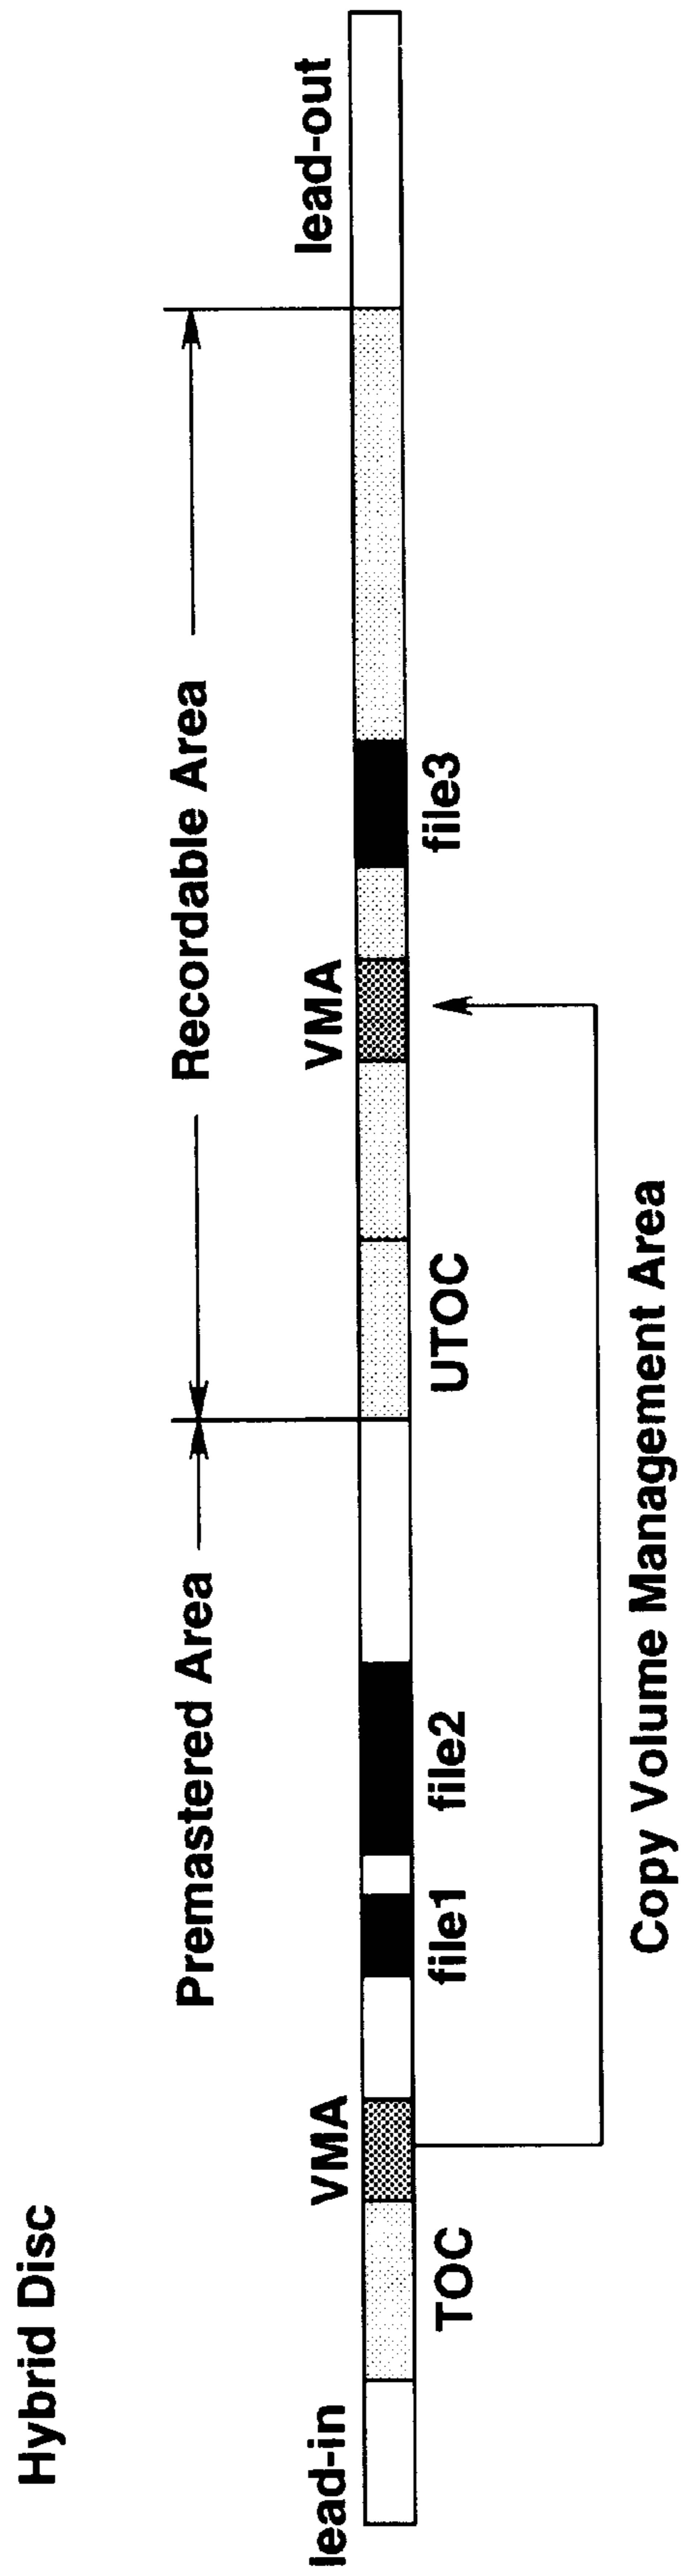 Hybrid Disc
Premastered Area
Recordable Area
lead-in
VMA
VMA
lead-out
TOC
file1
file2
UTOC
file3
Copy Volume Management Area